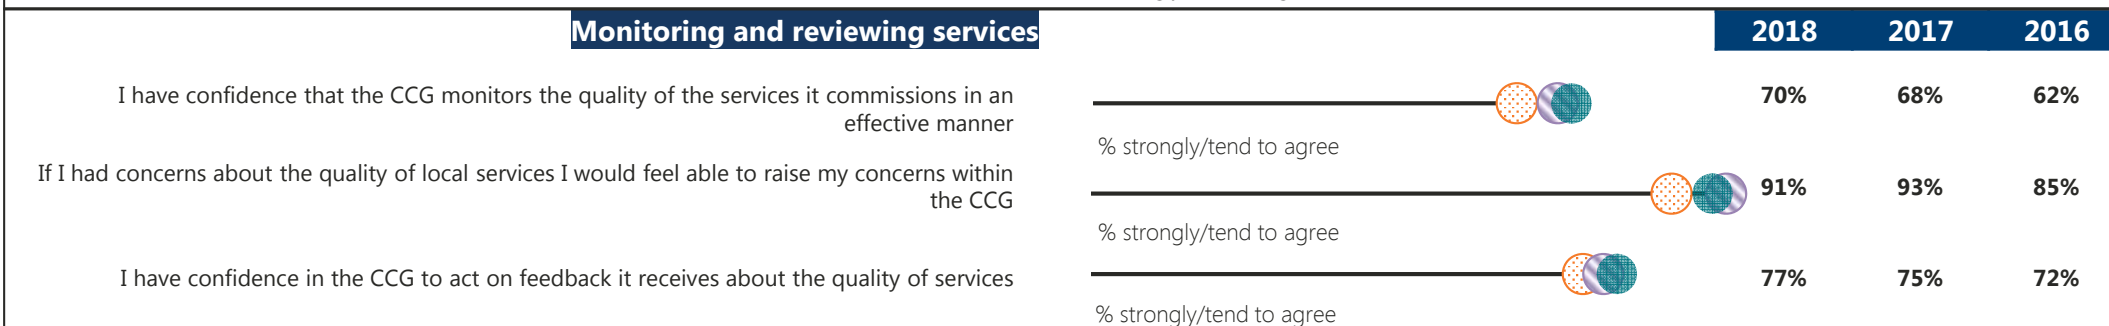 Monitoring and reviewing services 2018 2017 2016
I have confidence that the CCG monitors the quality of the services it commissions in an
effective manner
70% 68% 62%
% strongly/tend to agree
If I had concerns about the quality of local services I would feel able to raise my concerns within
the CCG
91% 93% 85%
% strongly/tend to agree
I have confidence in the CCG to act on feedback it receives about the quality of services
77% 75% 72%
% strongly/tend to agree